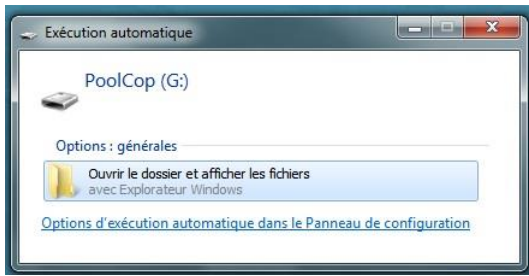 Exécution automatique
PoolCop (G:)
Options : générales
Ouvrir le dossier et afficher les fichiers
avec Explorateur Windows
Options d'exécution automatique dans le Panneau de configuration